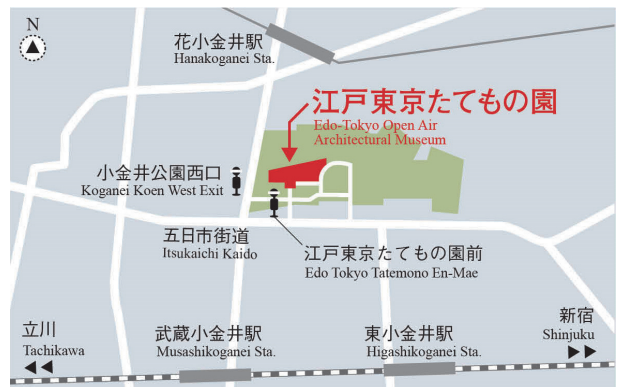 N
花小金井駅
Hanakoganei Sta.
江戸東京たてもの園
Edo-Tokyo Open Air
Architectural Museum
小金井公園西口
Koganei Koen West Exit
五日市街道
Itsukaichi Kaido
江戸東京たてもの園前
Edo Tokyo Tatemono En-Mae
立川
Tachikawa
武蔵小金井駅
Musashikoganei Sta.
東小金井駅
Higashikoganei Sta.
新宿
Shinjuku